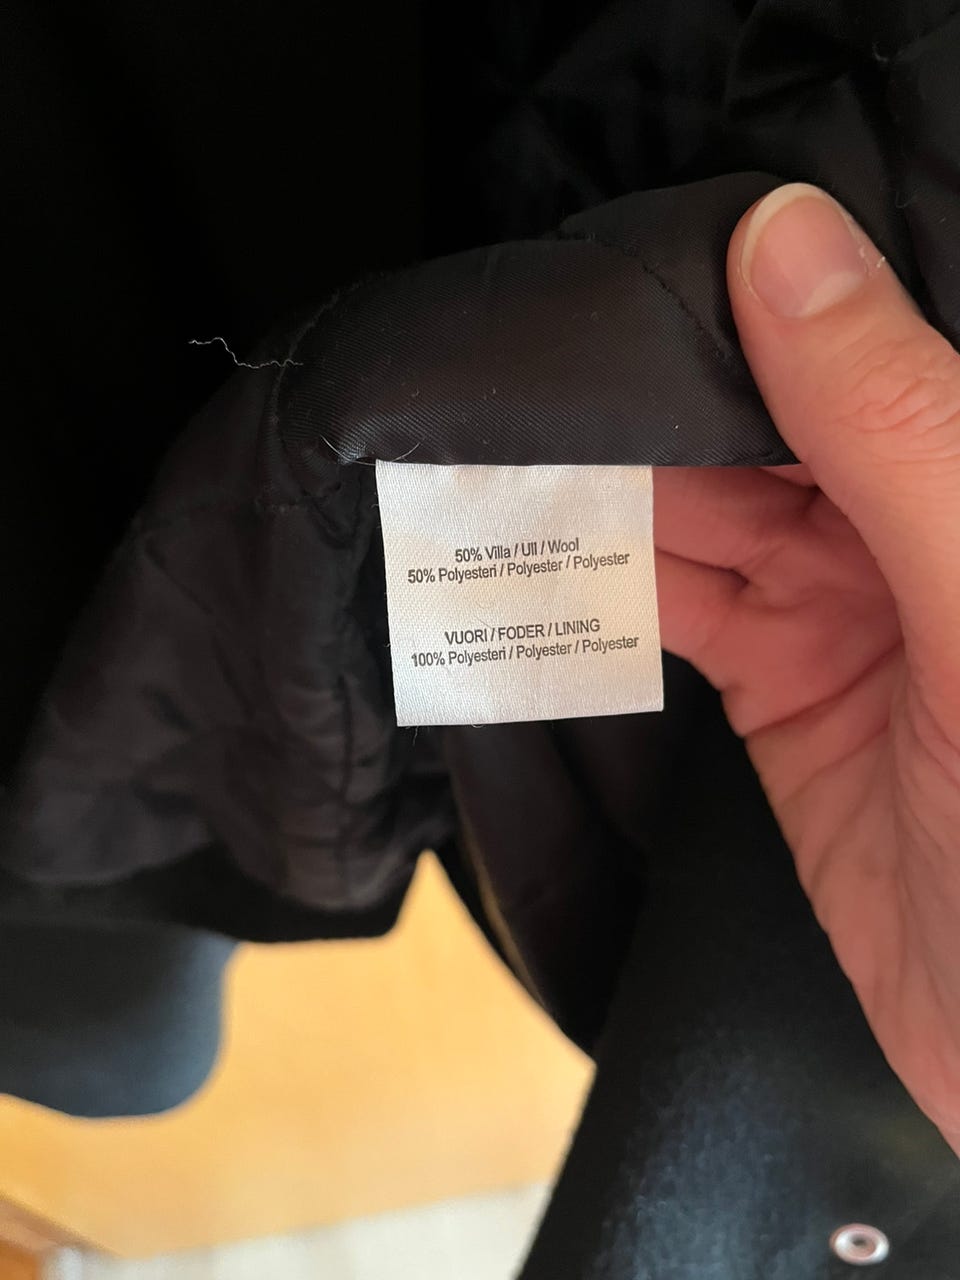 50% Villa / Ull / Wool
50% Polyesteri / Polyester / Polyester
VUORI / FODER / LINING
100% Polyesteri / Polyester / Polyester